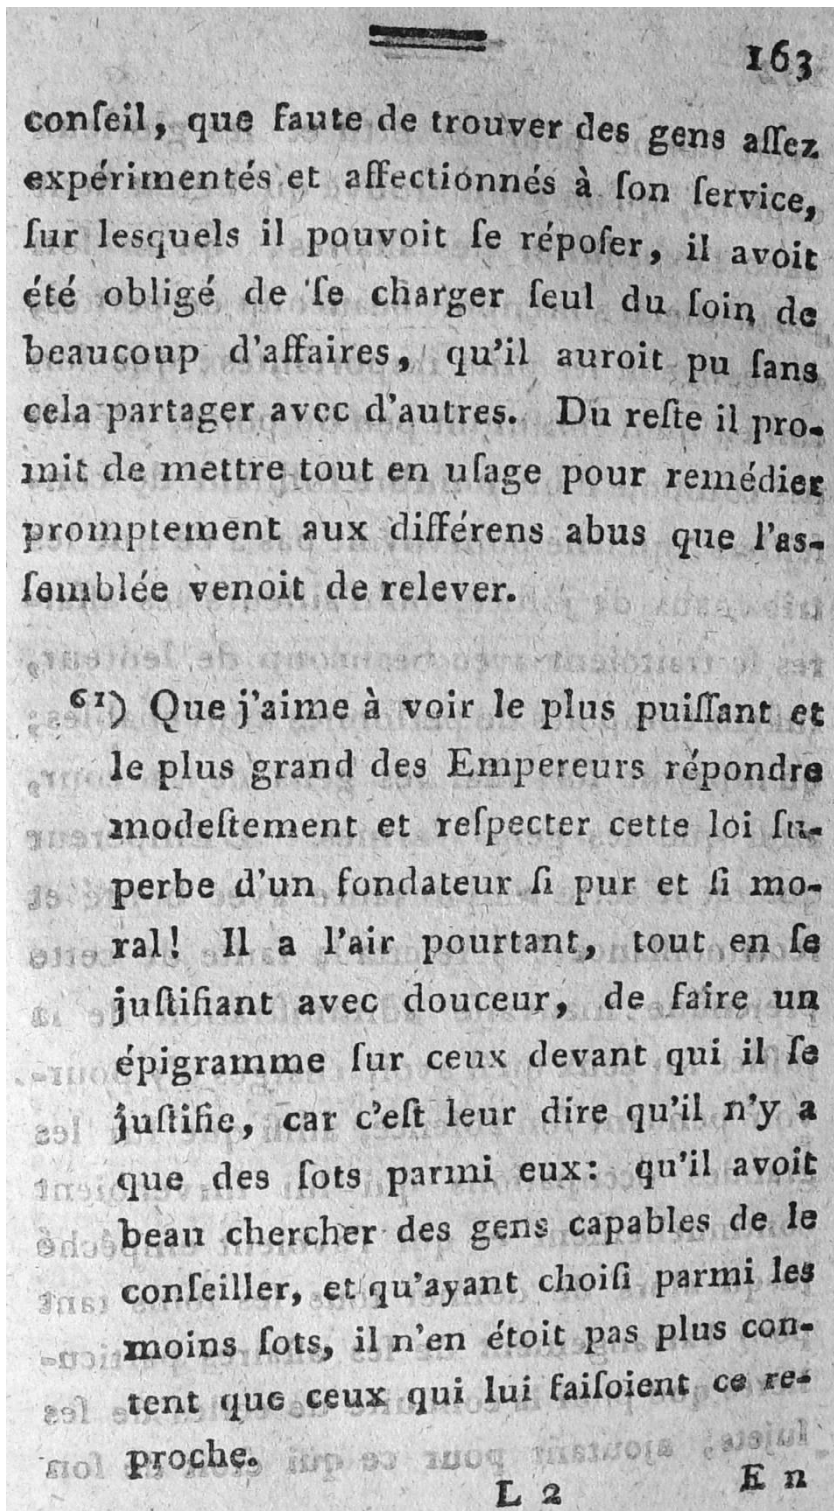 163
conſeil, que faute de trouver des gens aſſez
expérimentés et affectionnés à ſon ſervice,
ſur lesquels il pouvoit ſe répoſer, il avoit
été obligé de ſe charger ſeul du ſoin de
beaucoup d'affaires, qu'il auroit pu ſans
cela partager avec d'autres. Du reſte il pro-
mit de mettre tout en uſage pour remédier
promptement aux différens abus que l'as-
ſemblée venoit de relever.
61) Que j'aime à voir le plus puiſſant et
le plus grand des Empereurs répondre
modeſtement et reſpecter cette loi ſu-
perbe d'un fondateur ſi pur et ſi mo-
ral! Il a l'air pourtant, tout en ſe
juſtifiant avec douceur, de faire un
épigramme ſur ceux devant qui il ſe
juſtifie, car c'eſt leur dire qu'il n'y a
que des ſots parmi eux: qu'il avoit
beau chercher des gens capables de le
conſeiller, et qu'ayant choiſi parmi les
moins ſots, il n'en étoit pas plus con-
tent que ceux qui lui faiſoient ce re-
proche.
L 2 En